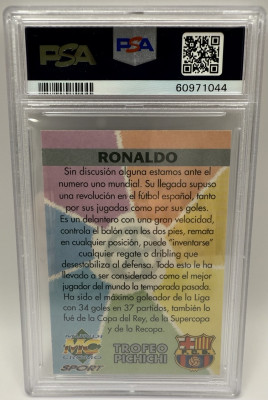 PSA
PSA
60971044
RONALDO
Sin discusión alguna estamos ante el
numero uno mundial. Su llegada supuso
una revolución en el fútbol español, tanto
por sus jugadas como por sus goles.
Es un delantero con una gran velocidad,
controla el balón con los dos pies, remata
en cualquier posición, puede "inventarse"
cualquier regate o dribling que
desestabiliza al defensa. Todo esto le ha
llevado a ser considerado como el mejor
jugador del mundo la temporada pasada.
Ha sido el máximo goleador de la Liga
con 34 goles en 37 partidas, también lo
fué de la Copa del Rey, de la Supercopa
y de la Recopa.
MC
SPORT
TROFEO
PICHICHI
FCB